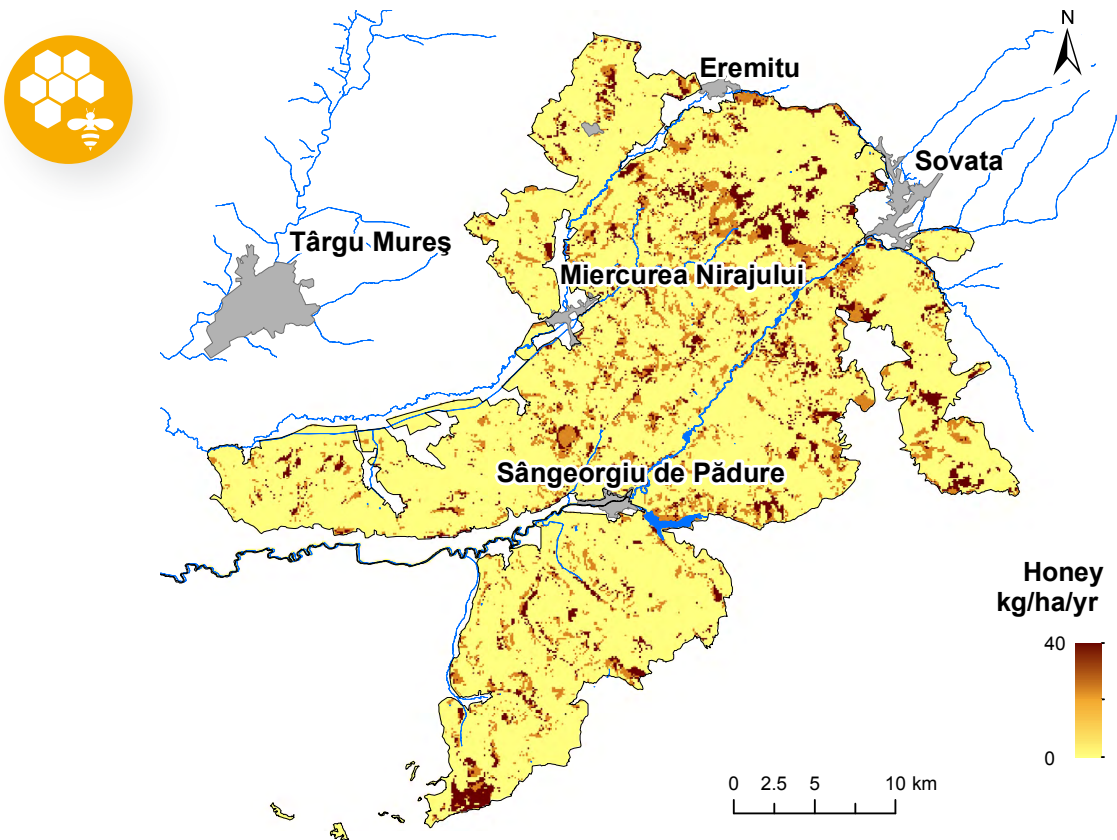 N
Eremitu
Sovata
Târgu Mureş
Miercurea Nirajului
Sângeorgiu de Pădure
Honey
kg/ha/yr
40
0
0 2.5 5 10 km